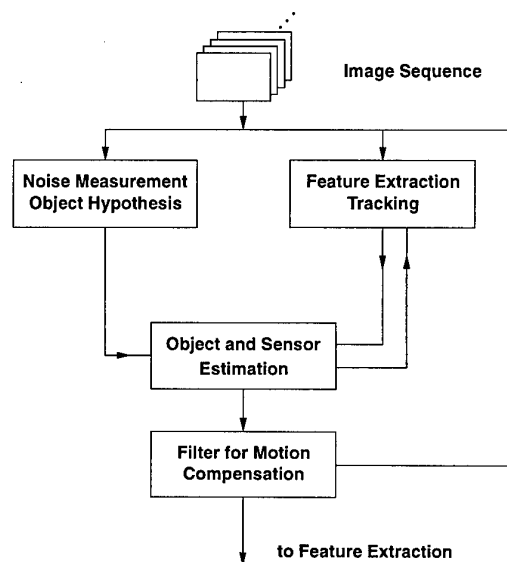 Image Sequence
Noise Measurement
Object Hypothesis
Feature Extraction
Tracking
Object and Sensor
Estimation
Filter for Motion
Compensation
to Feature Extraction